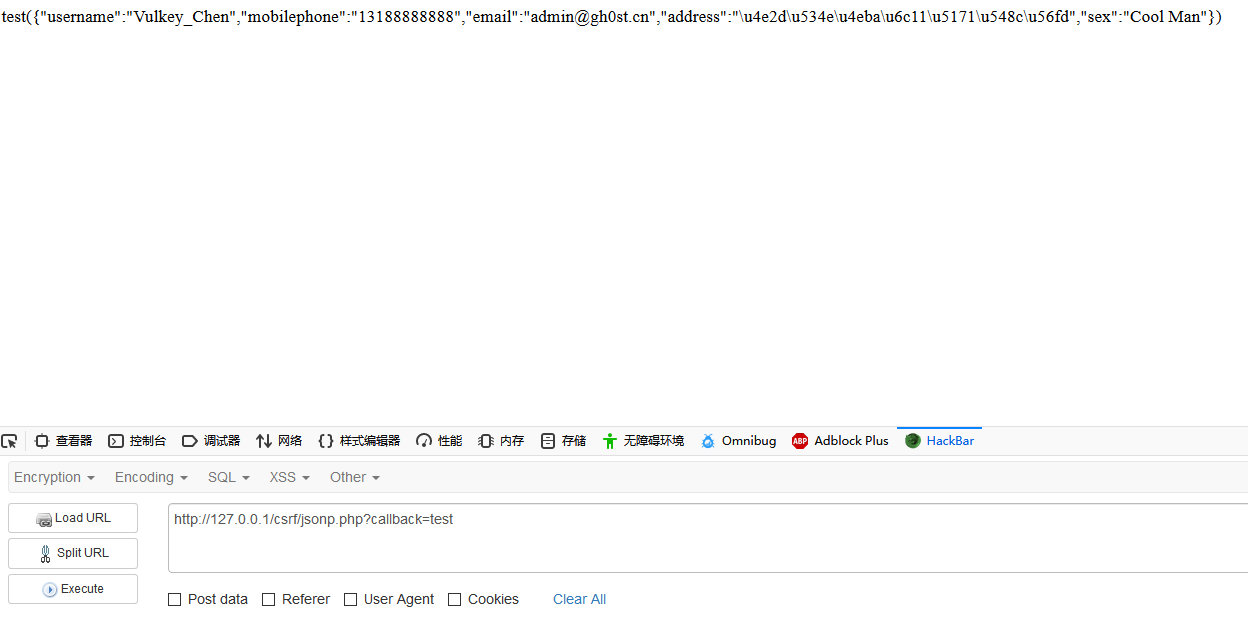 test({"username":"Vulkey_Chen","mobilephone":"13188888888","email":"admin@gh0st.cn","address":"\u4e2d\u534e\u4eba\u6c11\u5171\u548c\u56fd","sex":"Cool Man"})
查看器 控制台 调试器 网络 样式编辑器 性能 内存 存储 无障碍环境 Omnibug ABP Adblock Plus HackBar
Encryption Encoding SQL XSS Other
Load URL http://127.0.0.1/csrf/jsonp.php?callback=test
Split URL
Execute
Post data Referer User Agent Cookies Clear All